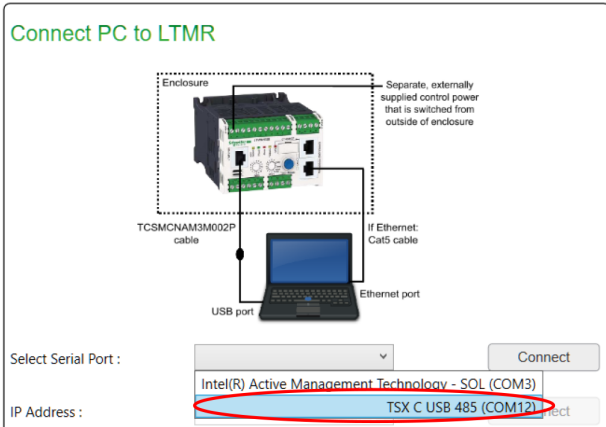 Connect PC to LTMR
Enclosure
Separate, externally
supplied control power
that is switched from
outside of enclosure
TCSMCNAM3M002P
cable
If Ethernet:
Cat5 cable
Ethernet port
USB port
Select Serial Port :
Connect
Intel(R) Active Management Technology - SOL (COM3)
TSX C USB 485 (COM12)
IP Address :